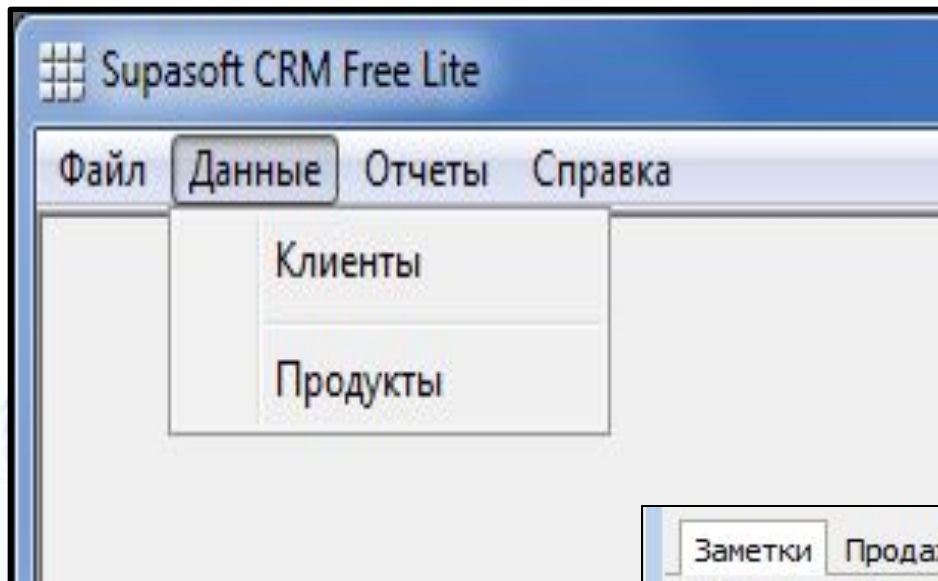 Supasoft CRM Free Lite
Файл Данные Отчеты Справка
Клиенты
Продукты
Заметки